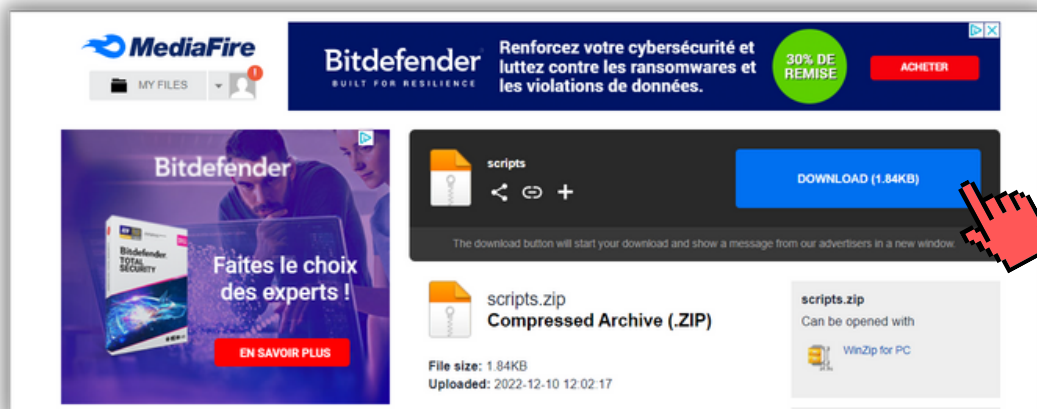 MediaFire
MY FILES
!
Bitdefender
BUILT FOR RESILIENCE
Renforcez votre cybersécurité et
luttez contre les ransomwares et
les violations de données.
30% DE
REMISE
ACHETER
Bitdefender
Bitdefender
TOTAL
SECURITY
Faites le choix
des experts !
EN SAVOIR PLUS
scripts
DOWNLOAD (1.84KB)
The download button will start your download and show a message from our advertisers in a new window.
scripts.zip
Compressed Archive (.ZIP)
File size: 1.84KB
Uploaded: 2022-12-10 12:02:17
scripts.zip
Can be opened with
WinZip for PC